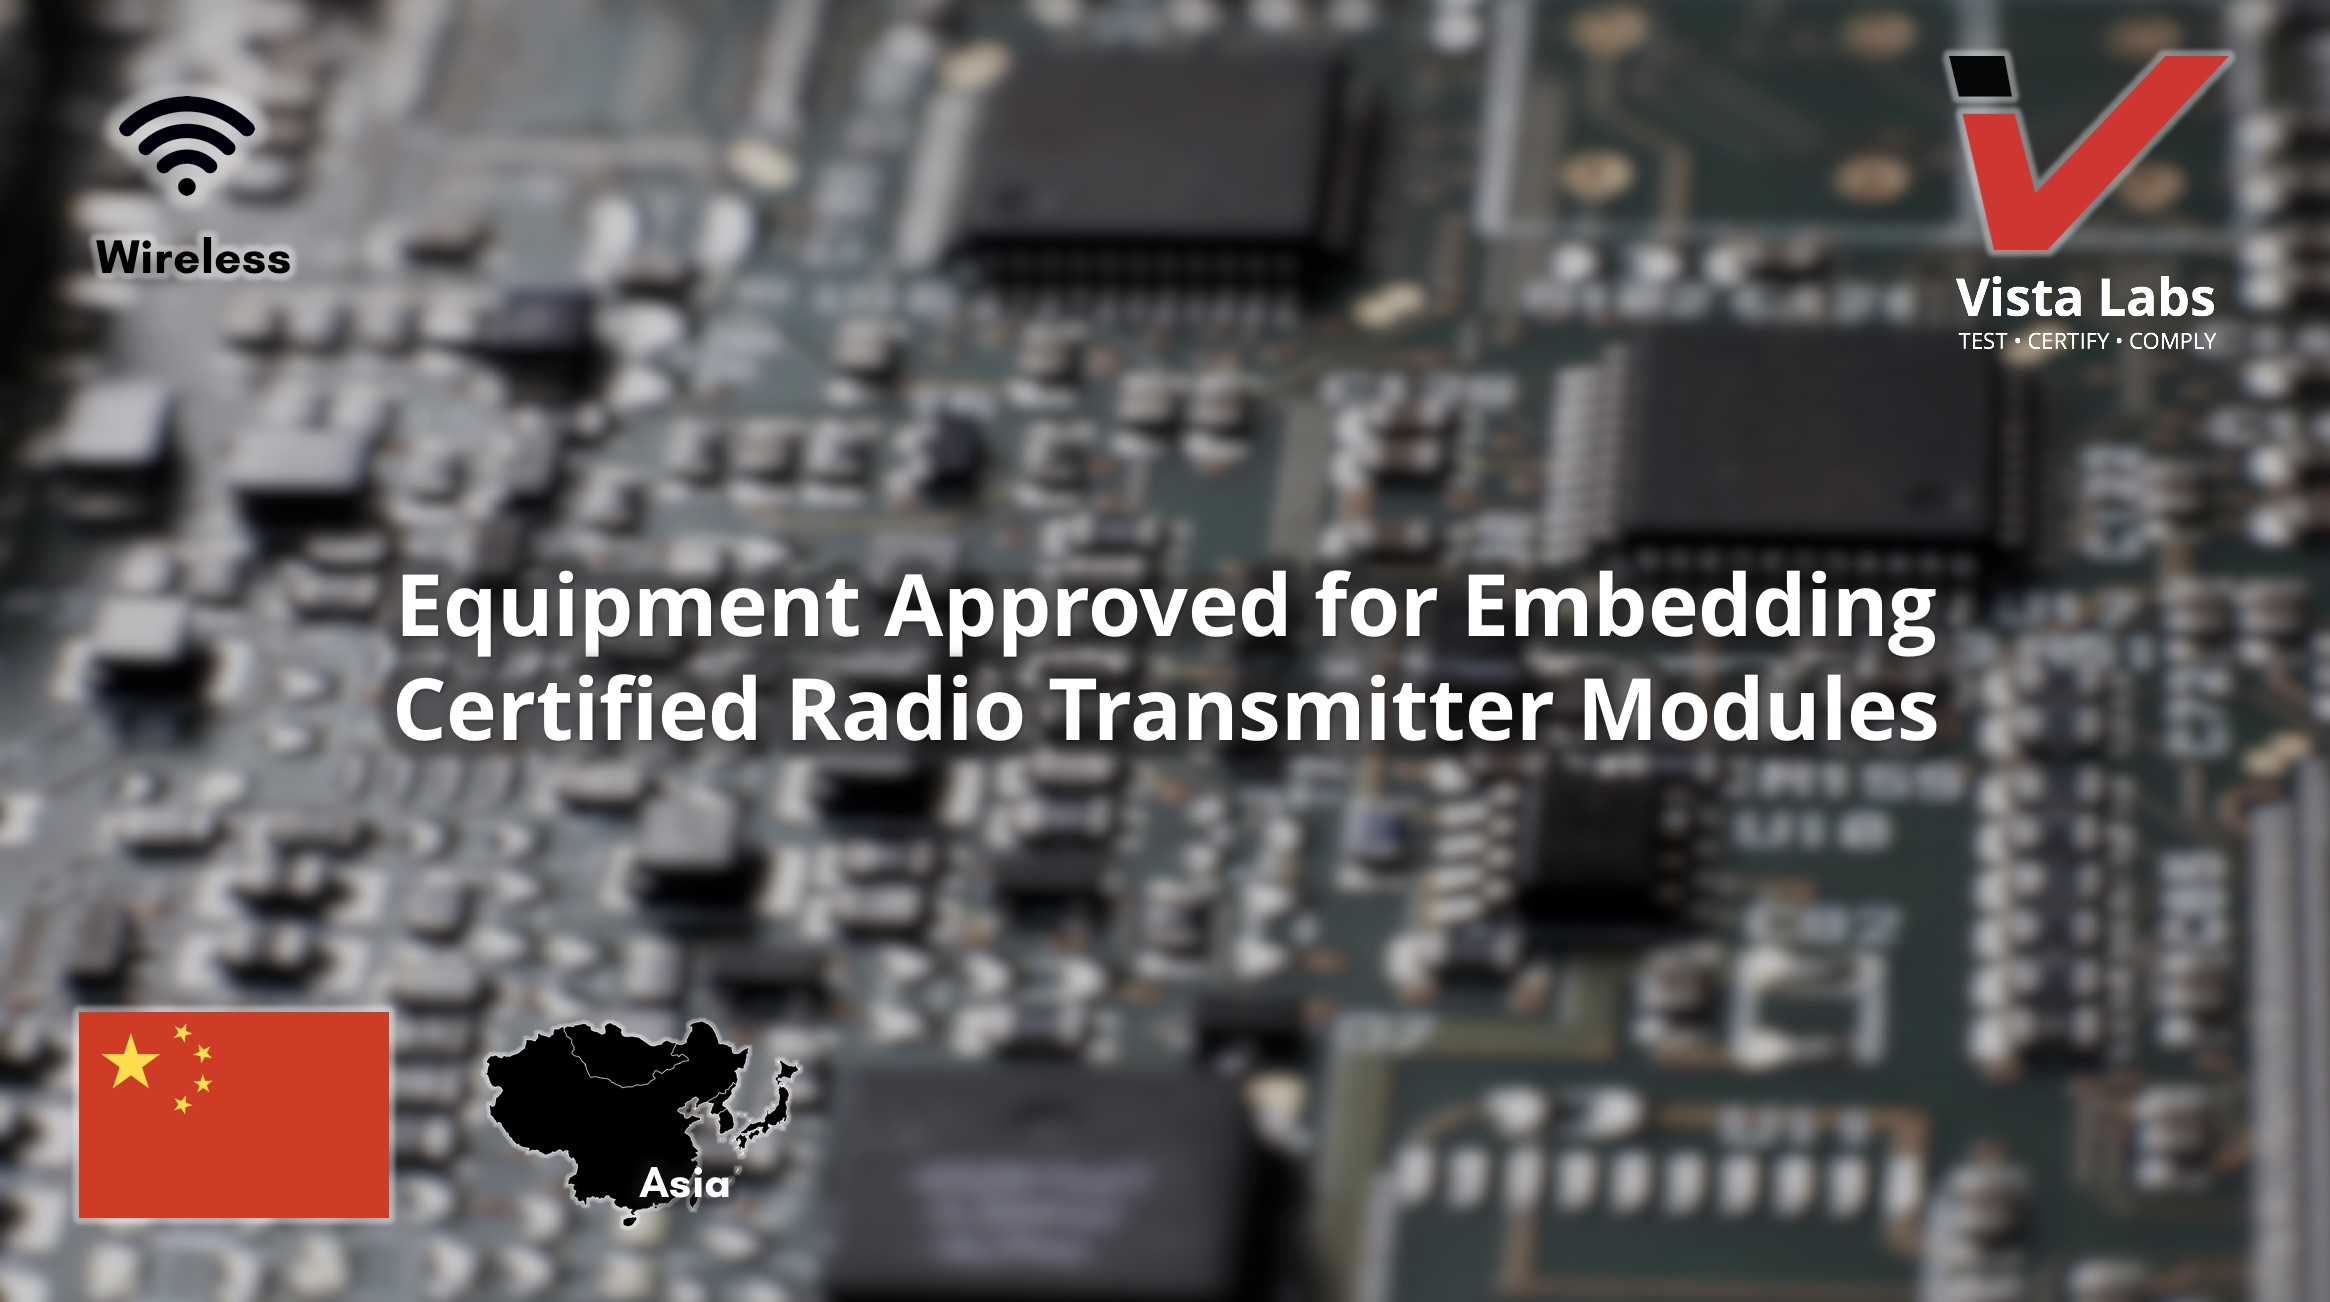 Wireless
Vista Labs
TEST • CERTIFY • COMPLY
Equipment Approved for Embedding
Certified Radio Transmitter Modules
Asia